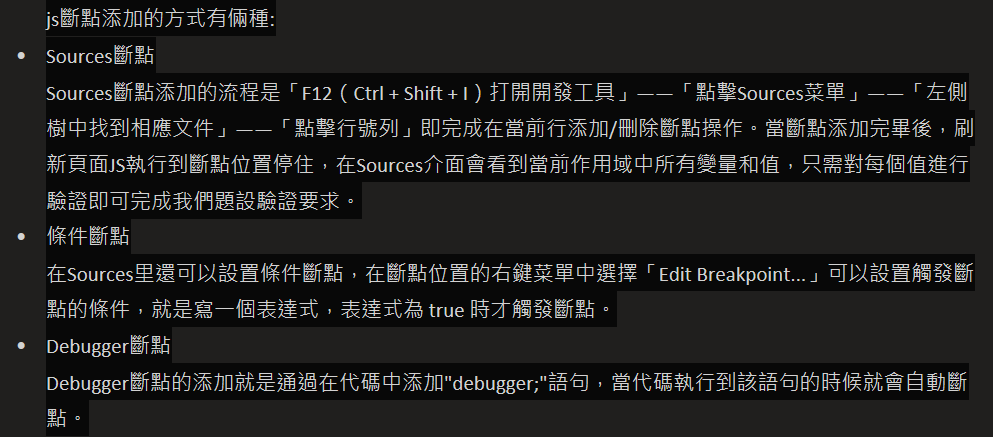 js斷點添加的方式有倆種:
• Sources斷點
Sources斷點添加的流程是「F12（Ctrl + Shift + I）打開開發工具」——「點擊Sources菜單」——「左側
樹中找到相應文件」——「點擊行號列」即完成在當前行添加/刪除斷點操作。當斷點添加完畢後，刷
新頁面JS執行到斷點位置停住，在Sources介面會看到當前作用域中所有變量和值，只需對每個值進行
驗證即可完成我們題設驗證要求。
• 條件斷點
在Sources里還可以設置條件斷點，在斷點位置的右鍵菜單中選擇「Edit Breakpoint...」可以設置觸發斷
點的條件，就是寫一個表達式，表達式為 true 時才觸發斷點。
• Debugger斷點
Debugger斷點的添加就是通過在代碼中添加"debugger;"語句，當代碼執行到該語句的時候就會自動斷
點。